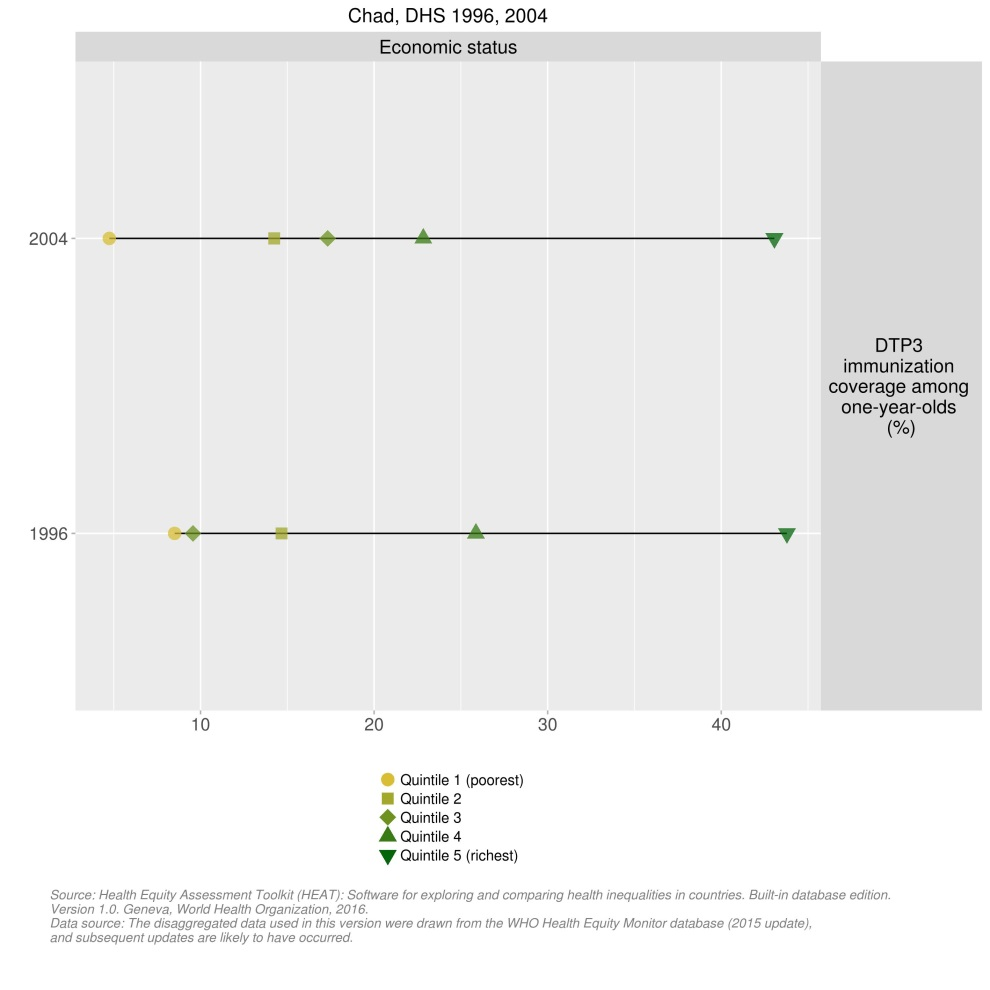 Chad, DHS 1996, 2004
Economic status
2004
1996
DTP3
immunization
coverage among
one-year-olds
(%)
10 20 30 40
Quintile 1 (poorest)
Quintile 2
Quintile 3
Quintile 4
Quintile 5 (richest)
Source: Health Equity Assessment Toolkit (HEAT): Software for exploring and comparing health inequalities in countries. Built-in database edition.
Version 1.0. Geneva, World Health Organization, 2016.
Data source: The disaggregated data used in this version were drawn from the WHO Health Equity Monitor database (2015 update),
and subsequent updates are likely to have occurred.